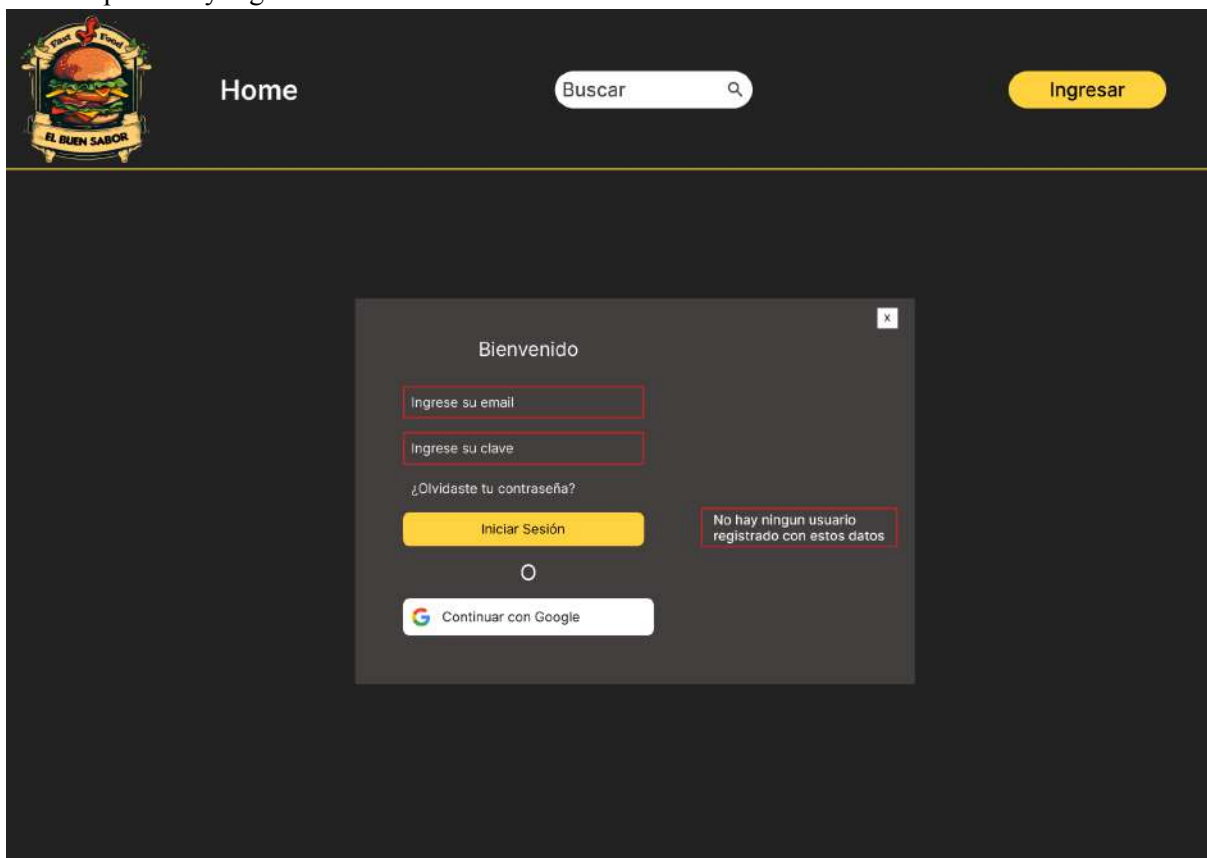 Fast Food
EL BUEN SABOR
Home
Buscar
Ingresar
x
Bienvenido
Ingrese su email
Ingrese su clave
¿Olvidaste tu contraseña?
Iniciar Sesión
No hay ningun usuario
registrado con estos datos
O
Continuar con Google